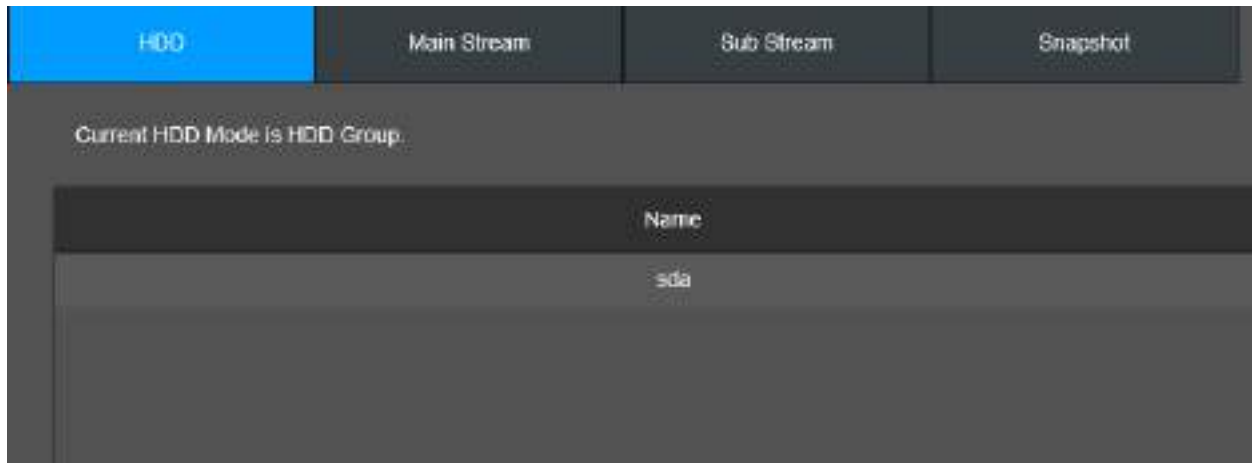 HDD Main Stream Sub Stream Snapshot
Current HDD Mode is HDD Group.
Name
sda